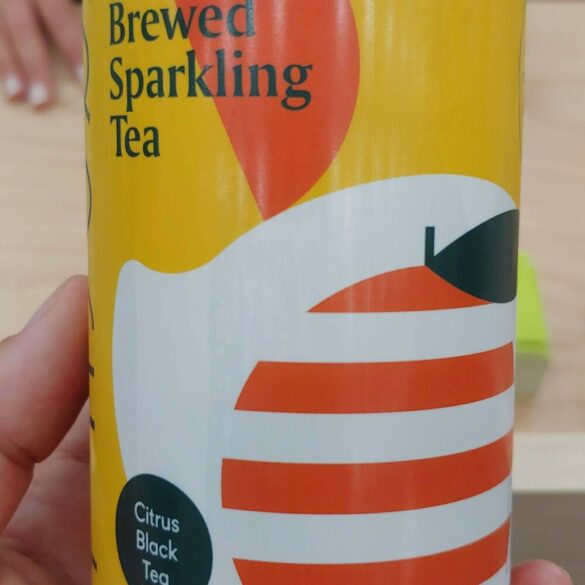 Brewed
Sparkling
Tea
Citrus
Black
Tea